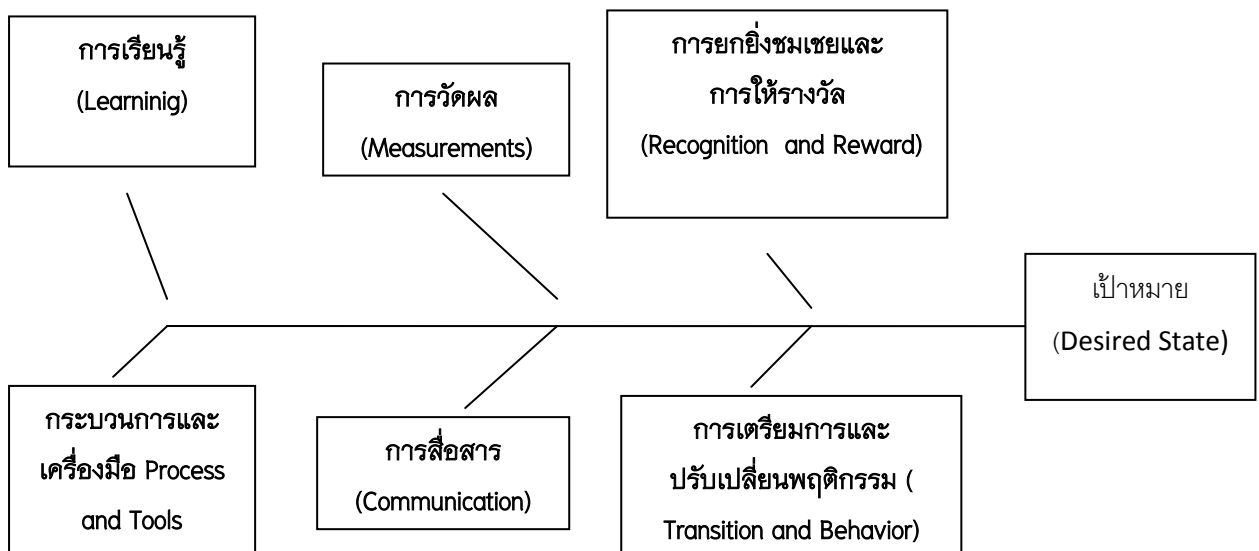 การเรียนรู้
(Learninig)
การวัดผล
(Measurements)
การยกยิ่งชมเชยและ
การให้รางวัล
(Recognition and Reward)
เป้าหมาย
(Desired State)
กระบวนการและ
เครื่องมือ Process
and Tools
การสื่อสาร
(Communication)
การเตรียมการและ
ปรับเปลี่ยนพฤติกรรม (
Transition and Behavior)